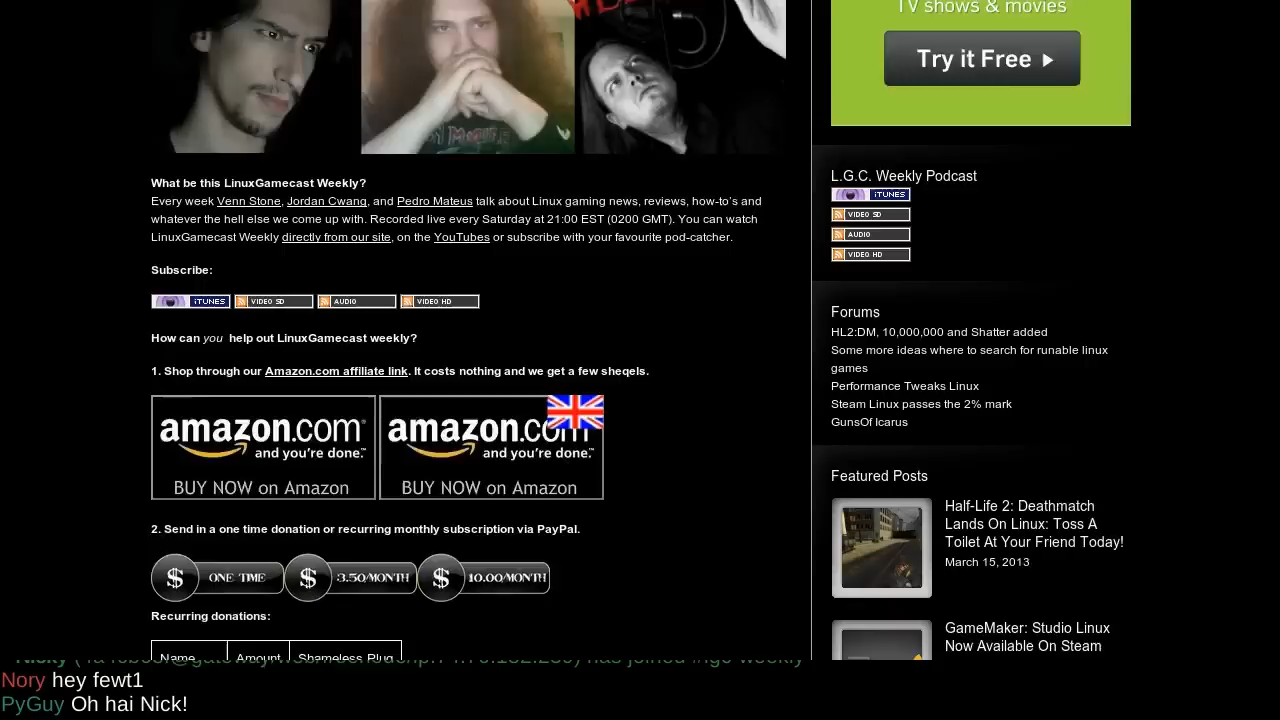 TV shows & movies
Try it Free
What be this LinuxGamecast Weekly?
Every week Venn Stone, Jordan Cwang, and Pedro Mateus talk about Linux gaming news, reviews, how-to's and
whatever the hell else we come up with. Recorded live every Saturday at 21:00 EST (0200 GMT). You can watch
LinuxGamecast Weekly directly from our site, on the YouTubes or subscribe with your favourite pod-catcher.
Subscribe:
iTUNES VIDEO SD AUDIO VIDEO HD
How can you help out LinuxGamecast weekly?
1. Shop through our Amazon.com affiliate link. It costs nothing and we get a few sheqels.
amazon.com® amazon.com
and you're done.™ and you're done.™
BUY NOW on Amazon BUY NOW on Amazon
2. Send in a one time donation or recurring monthly subscription via PayPal.
$ ONE TIME $ 3.50/MONTH $ 10.00/MONTH
Recurring donations:
Name Amount Shameless Plug
L.G.C. Weekly Podcast
iTUNES
VIDEO SD
AUDIO
VIDEO HD
Forums
HL2:DM, 10,000,000 and Shatter added
Some more ideas where to search for runable linux
games
Performance Tweaks Linux
Steam Linux passes the 2% mark
GunsOf Icarus
Featured Posts
Half-Life 2: Deathmatch
Lands On Linux: Toss A
Toilet At Your Friend Today!
March 15, 2013
GameMaker: Studio Linux
Now Available On Steam
has joined
Nory hey fewt1
PyGuy Oh hai Nick!